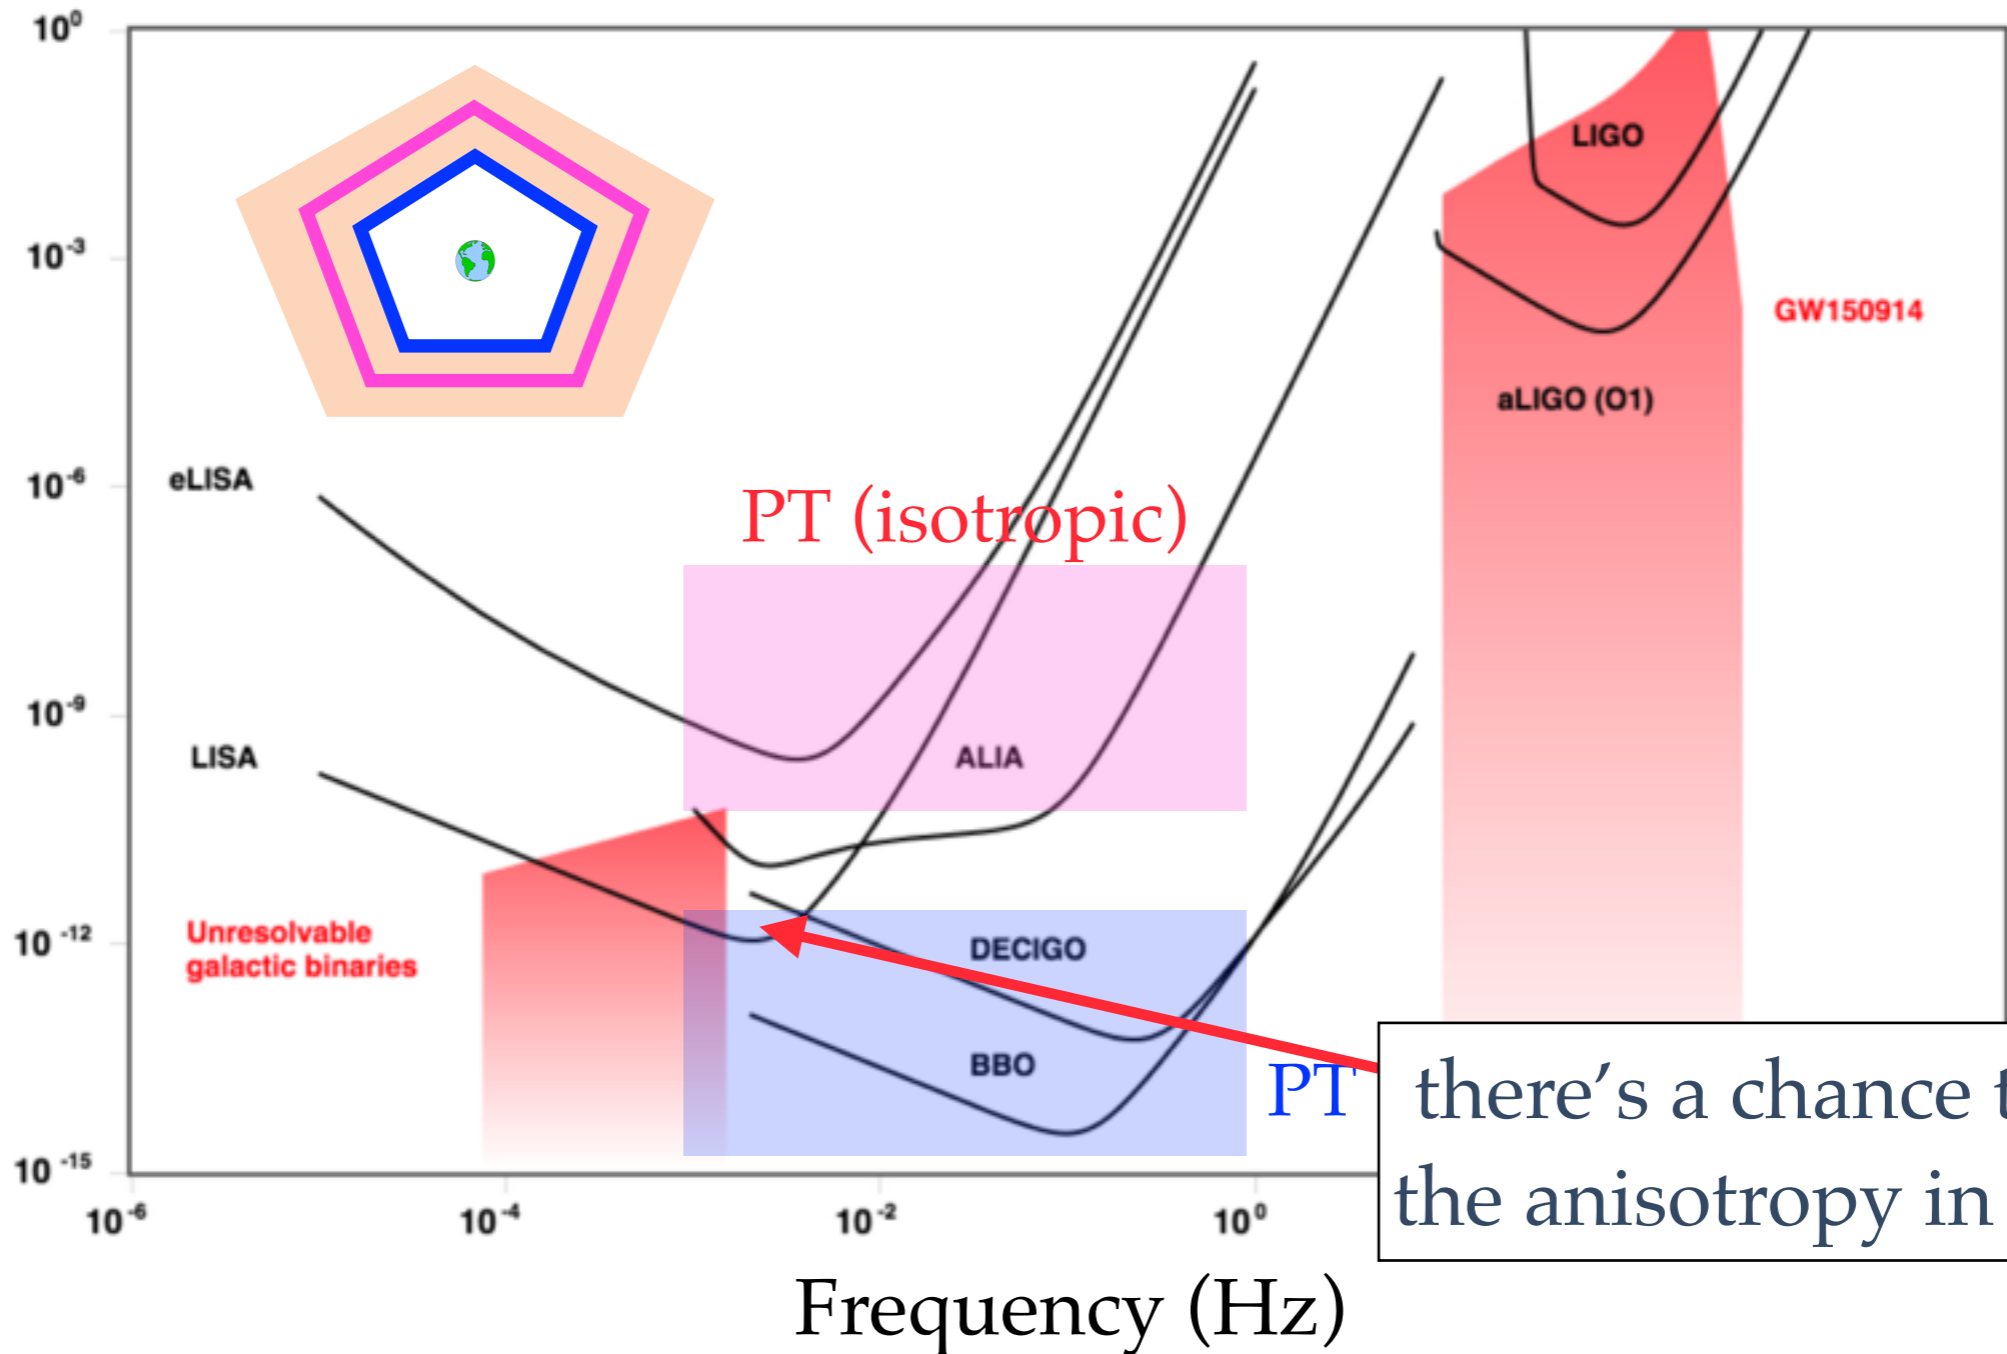 10⁰
LIGO
10⁻³
GW150914
aLIGO (O1)
eLISA
10⁻⁶
PT (isotropic)
10⁻⁹
LISA
ALIA
Unresolvable
galactic binaries
10⁻¹²
DECIGO
BBO
PT
there's a chance
the anisotropy in
10⁻¹⁵
10⁻⁶
10⁻⁴
10⁻²
10⁰
Frequency (Hz)